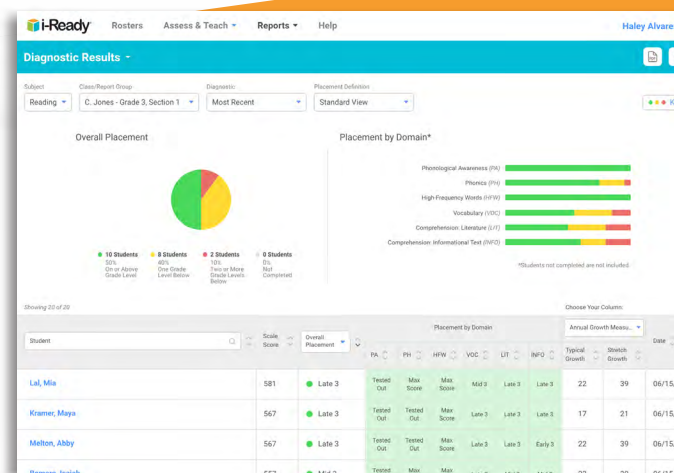 i-Ready Rosters Assess & Teach Reports Help Haley Alvare
Diagnostic Results
Subject Class/Report Group Diagnostic Placement Definition
Reading C. Jones - Grade 3, Section 1 Most Recent Standard View
Overall Placement Placement by Domain*
Phonological Awareness (PA)
Phonics (PH)
High-Frequency Words (HFW)
Vocabulary (VOC)
Comprehension: Literature (LIT)
Comprehension: Informational Text (INFO)
10 Students 8 Students 2 Students 0 Students
50% 40% 10% 0%
On or Above One Grade Two or More Not
Grade Level Level Below Grade Levels Completed
Below
*Students not completed are not included.
Showing 20 of 20 Choose Your Column:
Placement by Domain Annual Growth Measu..
Student Scale Score Overall Placement Date
PA PH HFW VOC LIT INFO Typical Growth Stretch Growth
Lal, Mia 581 Late 3 Tested Out Max Score Max Score Mid 3 Late 3 Late 3 22 39 06/15/
Kramer, Maya 567 Late 3 Tested Out Tested Out Max Score Late 3 Late 3 Late 3 17 21 06/15/
Melton, Abby 567 Late 3 Tested Out Tested Out Max Score Late 3 Late 3 Early 3 22 39 06/15/
Tested Max Max